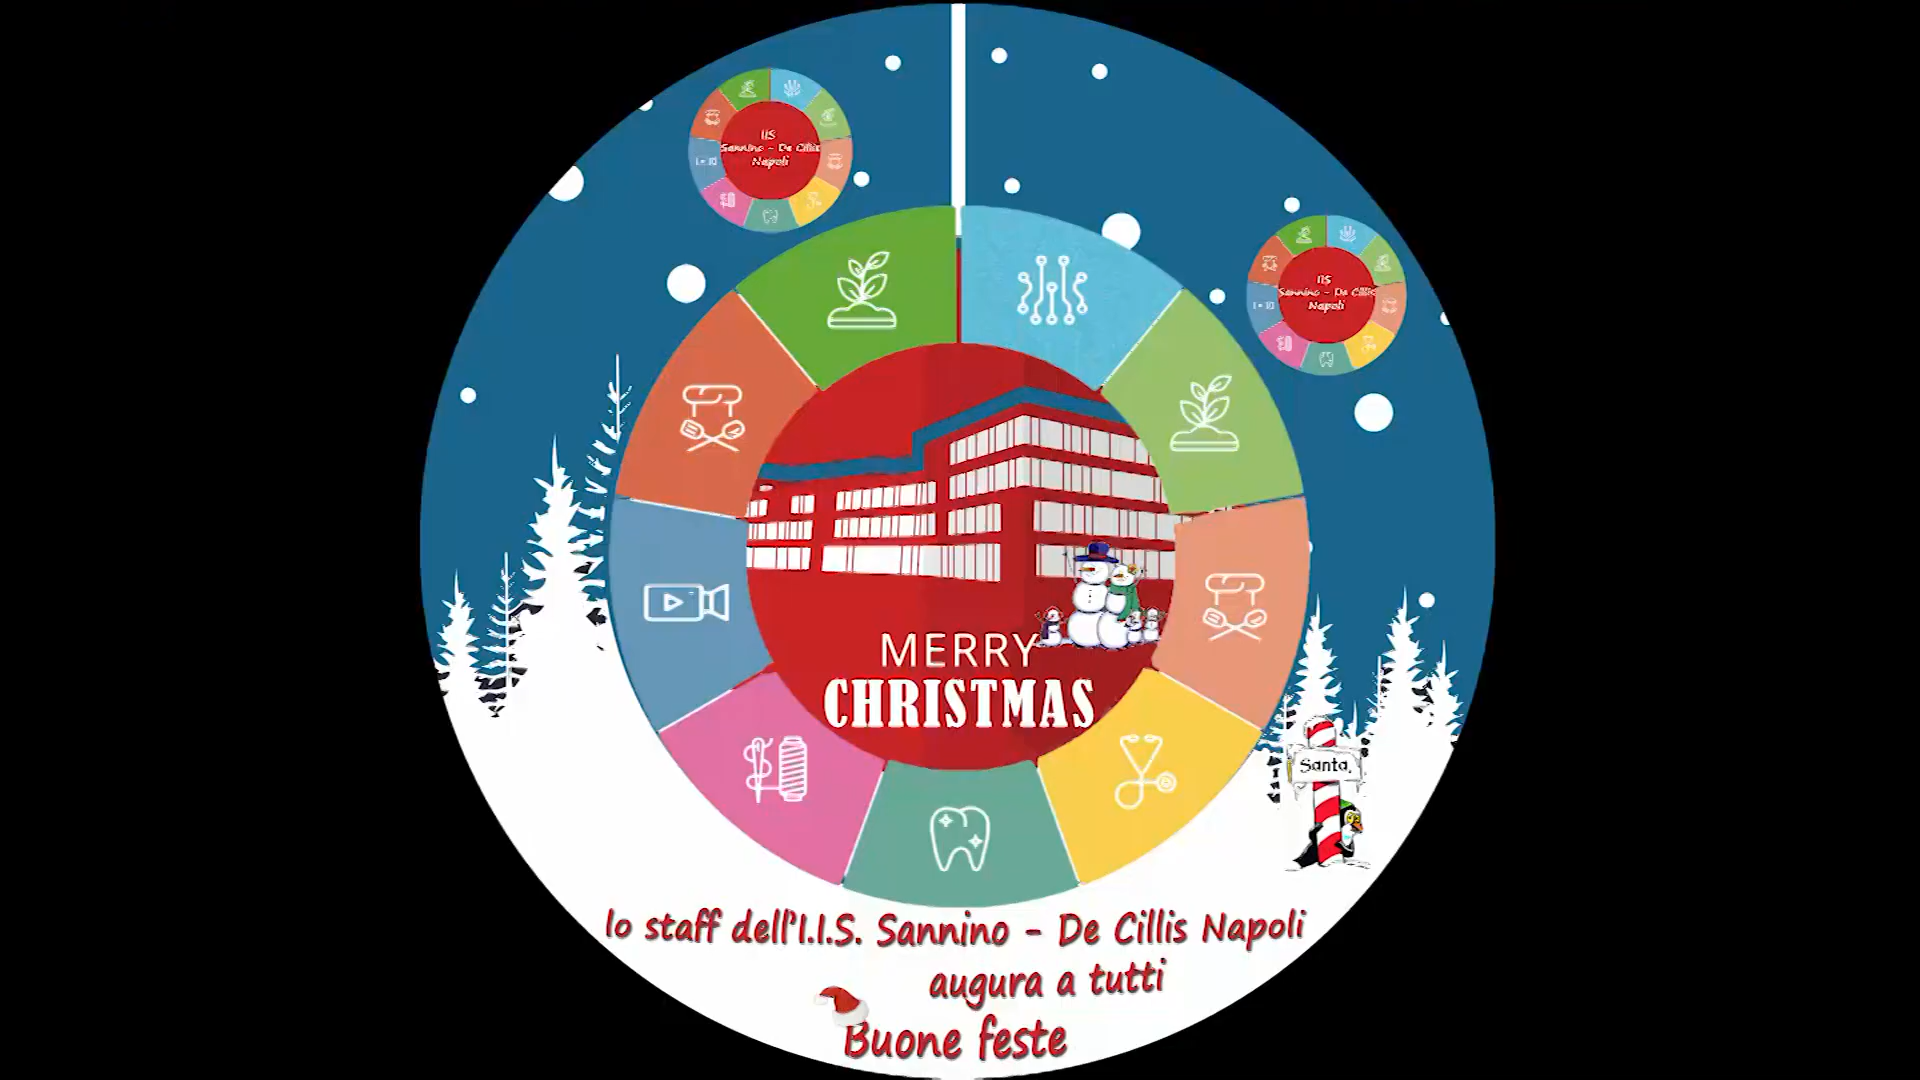 IIS
Sannino - De Cillis
Napoli
IIS
Sannino - De Cillis
Napoli
MERRY
CHRISTMAS
Santa
lo staff dell'I.I.S. Sannino - De Cillis Napoli
augura a tutti
Buone feste